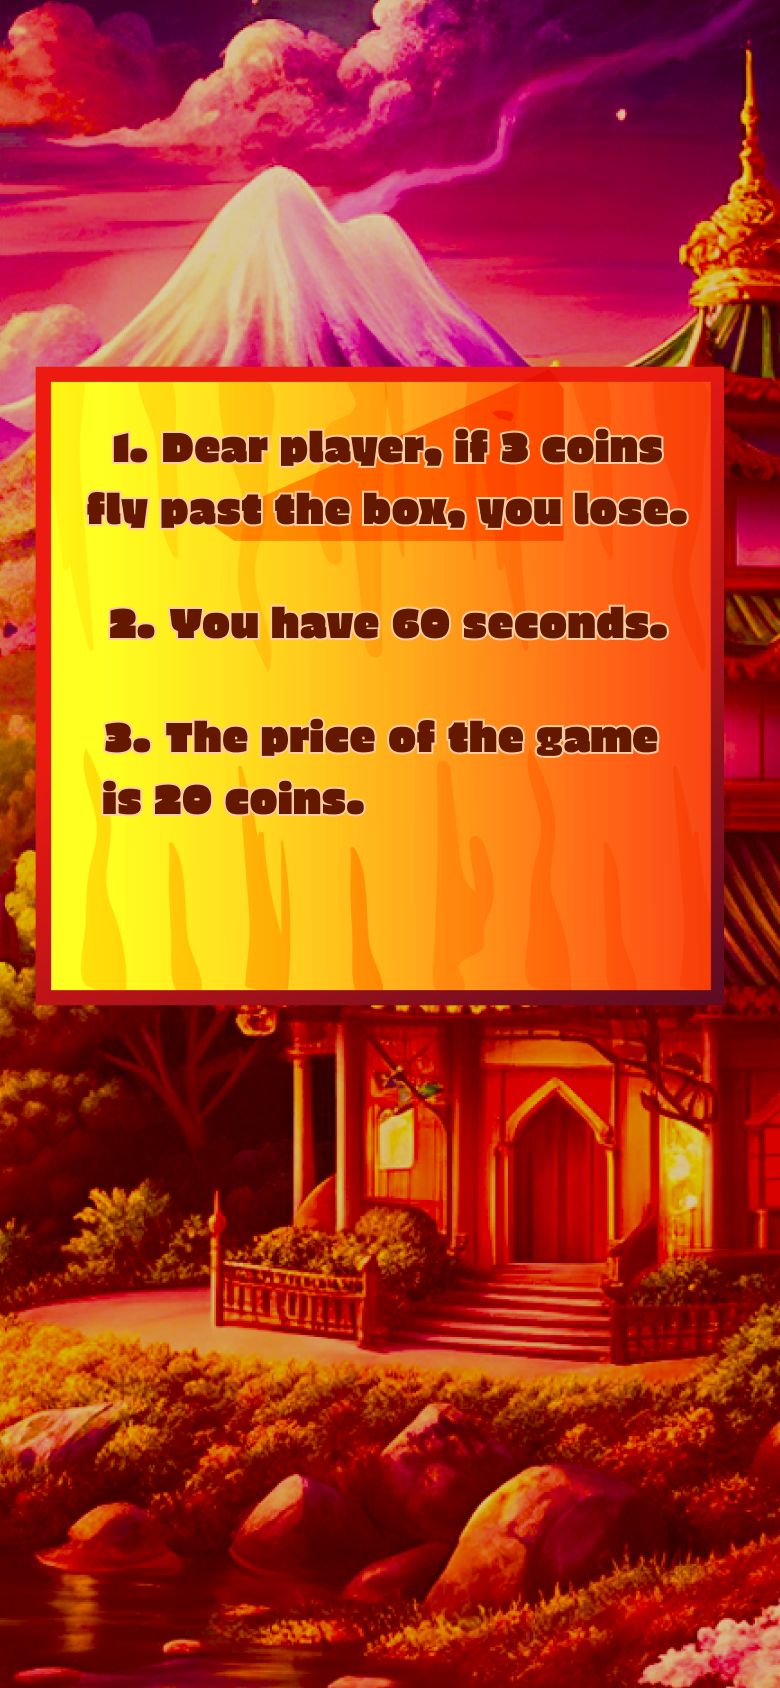 1. Dear player, if 3 coins
fly past the box, you lose.
2. You have 60 seconds.
3. The price of the game
is 20 coins.